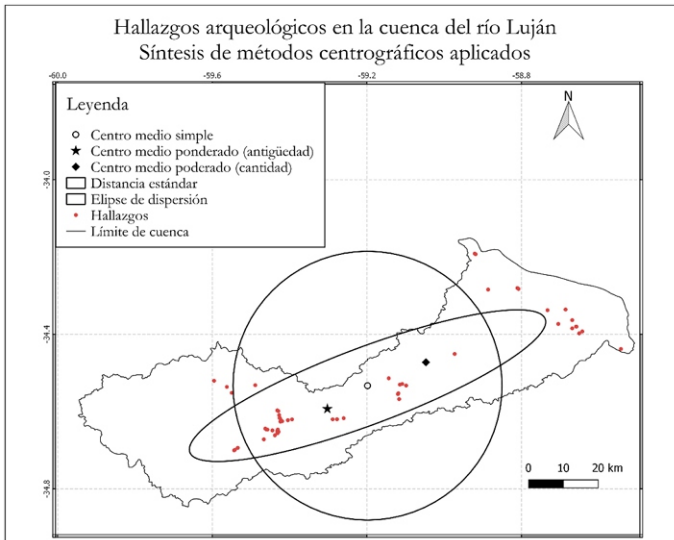 Hallazgos arqueológicos en la cuenca del río Luján
Síntesis de métodos centrográficos aplicados
-60.0
-59.6
-59.2
-58.8
N
Leyenda
Centro medio simple
Centro medio ponderado (antigüedad)
Centro medio poderado (cantidad)
Distancia estándar
Elipse de dispersión
Hallazgos
Límite de cuenca
-34.0
-34.4
-34.8
0 10 20 km